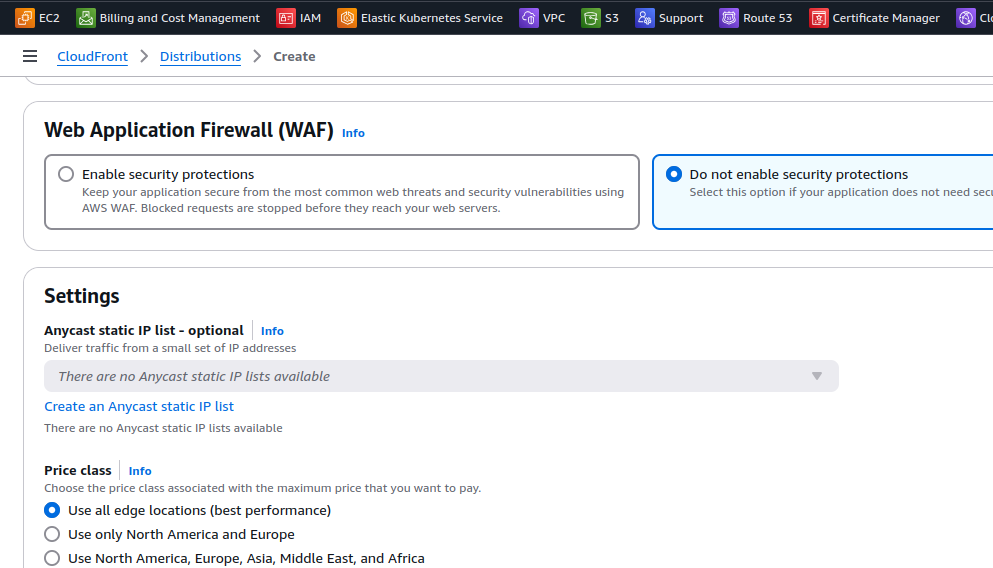 EC2 Billing and Cost Management IAM Elastic Kubernetes Service VPC S3 Support Route 53 Certificate Manager Clo
CloudFront > Distributions > Create
Web Application Firewall (WAF) Info
Enable security protections
Keep your application secure from the most common web threats and security vulnerabilities using
AWS WAF. Blocked requests are stopped before they reach your web servers.
Do not enable security protections
Select this option if your application does not need secu
Settings
Anycast static IP list - optional Info
Deliver traffic from a small set of IP addresses
There are no Anycast static IP lists available
Create an Anycast static IP list
There are no Anycast static IP lists available
Price class Info
Choose the price class associated with the maximum price that you want to pay.
Use all edge locations (best performance)
Use only North America and Europe
Use North America, Europe, Asia, Middle East, and Africa